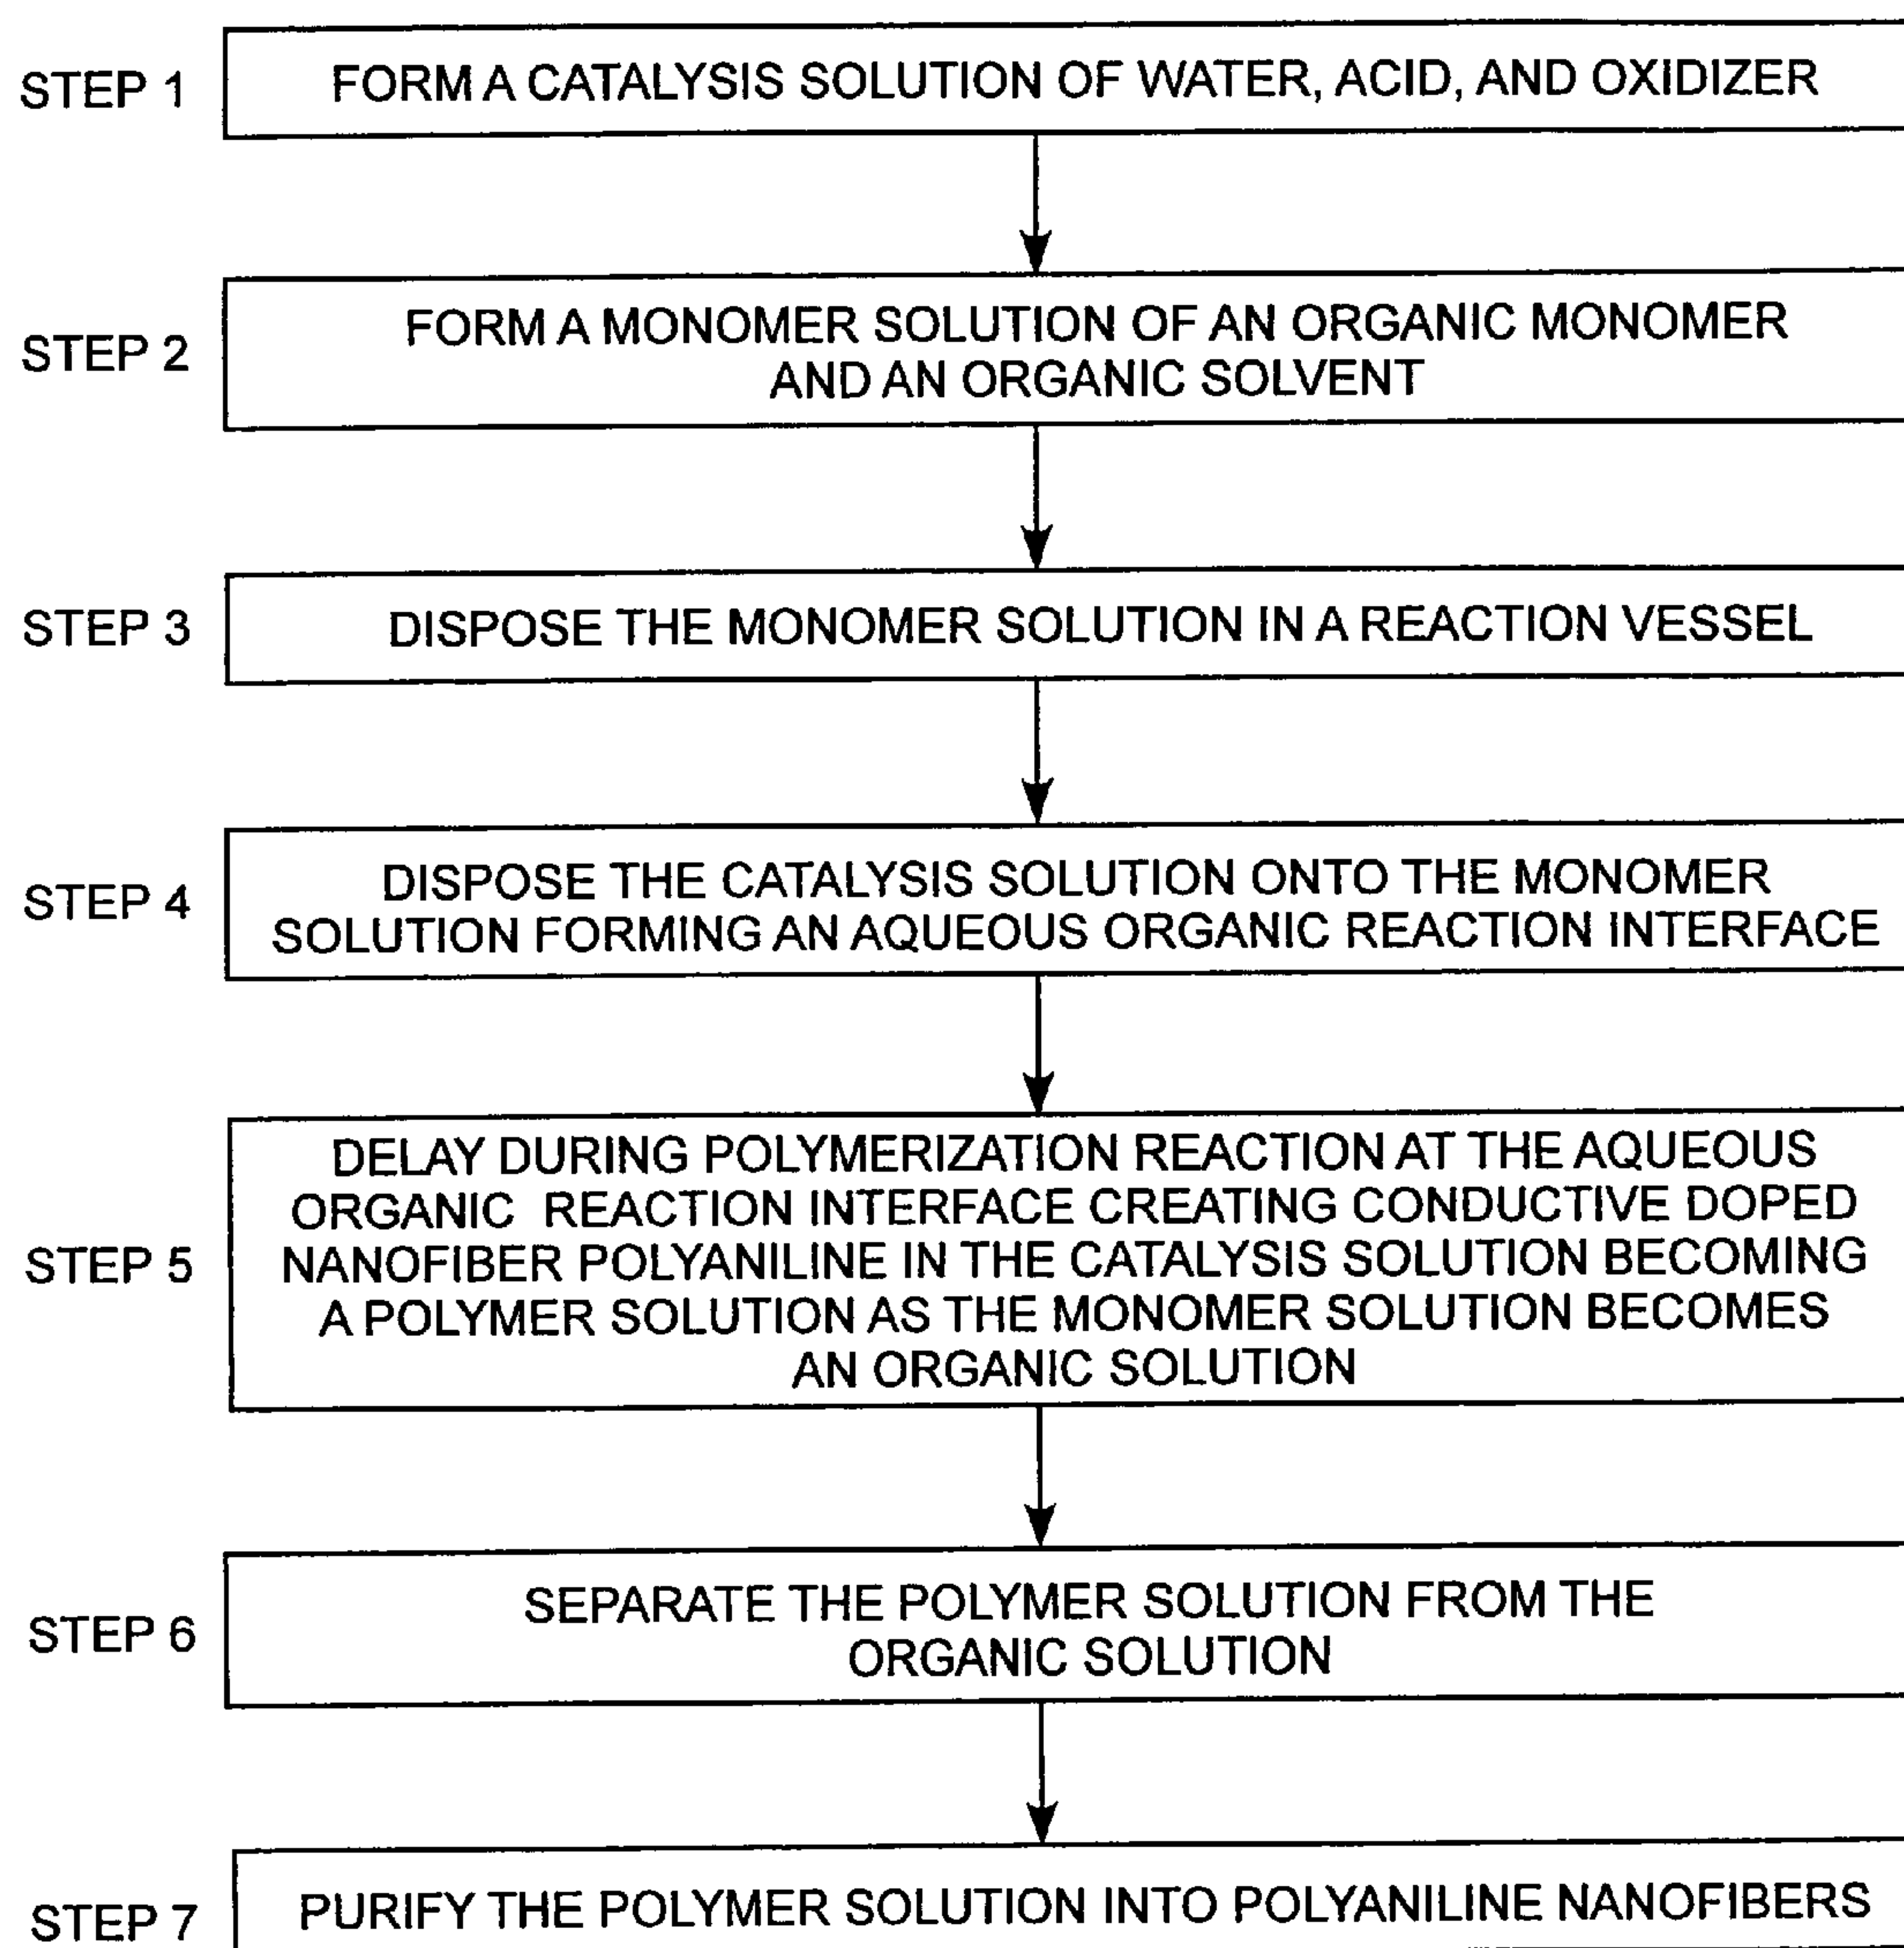 STEP 1
FORM A CATALYSIS SOLUTION OF WATER, ACID, AND OXIDIZER
STEP 2
FORM A MONOMER SOLUTION OF AN ORGANIC MONOMER
AND AN ORGANIC SOLVENT
STEP 3
DISPOSE THE MONOMER SOLUTION IN A REACTION VESSEL
STEP 4
DISPOSE THE CATALYSIS SOLUTION ONTO THE MONOMER
SOLUTION FORMING AN AQUEOUS ORGANIC REACTION INTERFACE
STEP 5
DELAY DURING POLYMERIZATION REACTION AT THE AQUEOUS
ORGANIC REACTION INTERFACE CREATING CONDUCTIVE DOPED
NANOFIBER POLYANILINE IN THE CATALYSIS SOLUTION BECOMING
A POLYMER SOLUTION AS THE MONOMER SOLUTION BECOMES
AN ORGANIC SOLUTION
STEP 6
SEPARATE THE POLYMER SOLUTION FROM THE
ORGANIC SOLUTION
STEP 7
PURIFY THE POLYMER SOLUTION INTO POLYANILINE NANOFIBERS